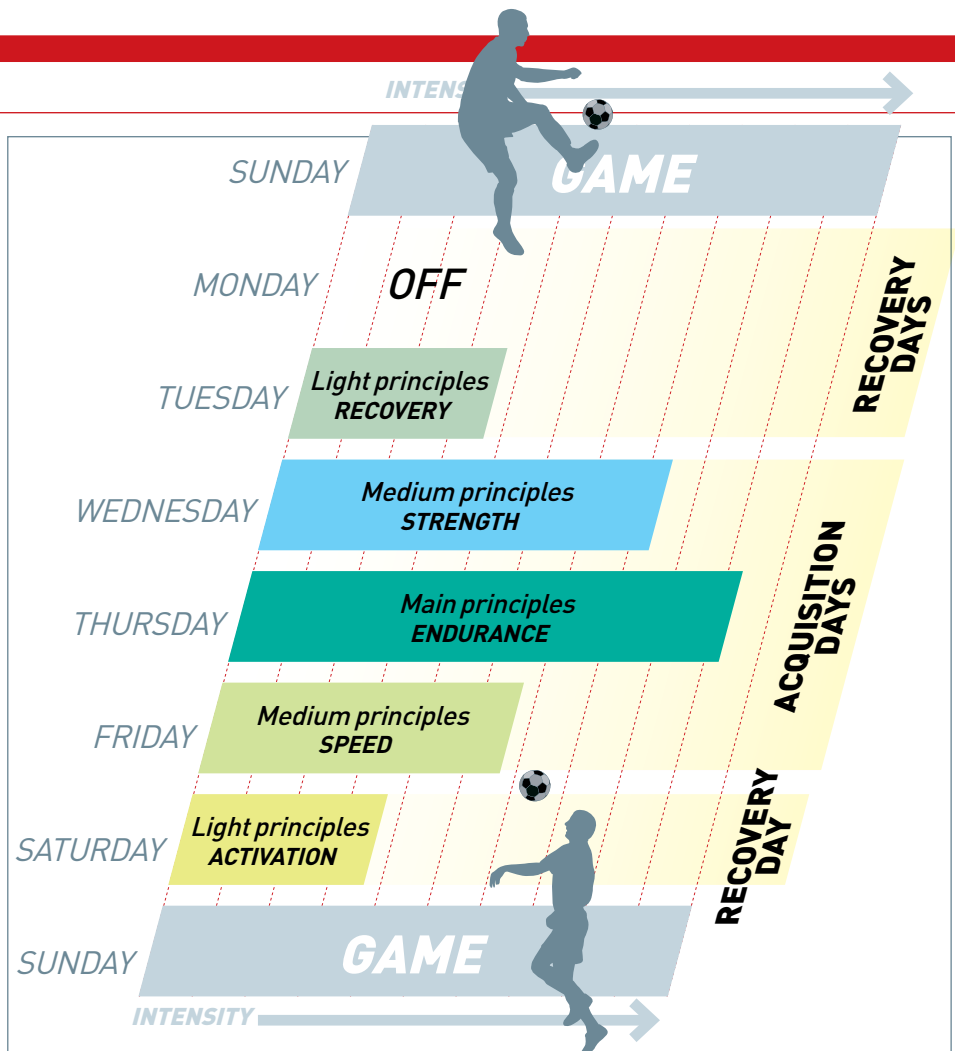 INTENS
SUNDAY
GAME
MONDAY
OFF
RECOVERY
DAYS
TUESDAY
Light principles
RECOVERY
WEDNESDAY
Medium principles
STRENGTH
THURSDAY
Main principles
ENDURANCE
ACQUISITION
DAYS
FRIDAY
Medium principles
SPEED
SATURDAY
Light principles
ACTIVATION
RECOVERY
DAY
SUNDAY
GAME
INTENSITY